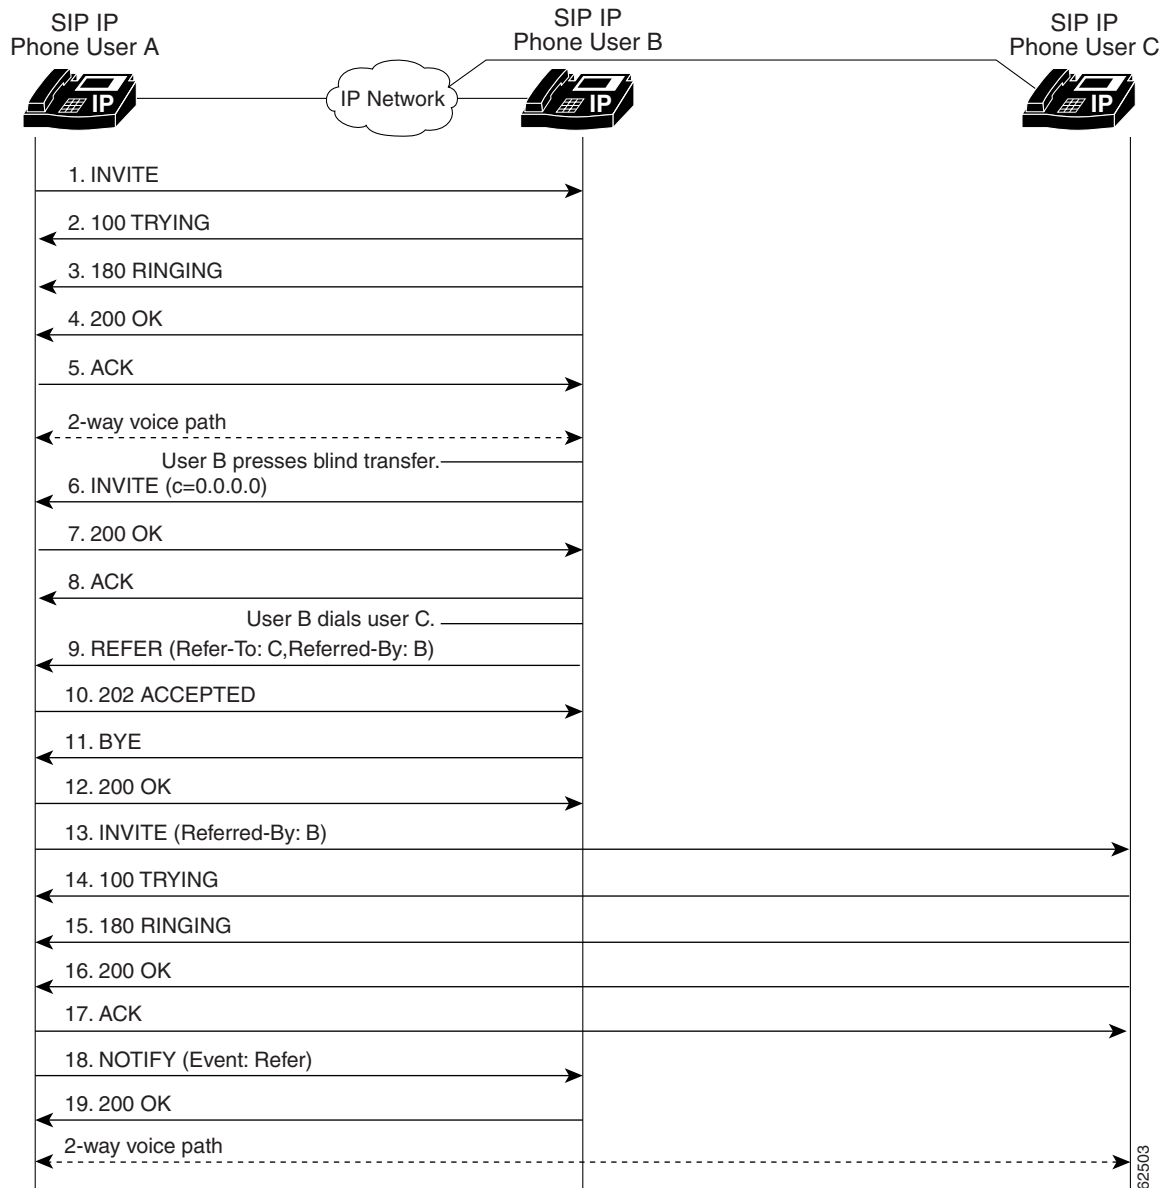 SIP IP
Phone User A
SIP IP
Phone User B
SIP IP
Phone User C
IP
IP Network
IP
IP
1. INVITE
2. 100 TRYING
3. 180 RINGING
4. 200 OK
5. ACK
2-way voice path
User B presses blind transfer.
6. INVITE (c=0.0.0.0)
7. 200 OK
8. ACK
User B dials user C.
9. REFER (Refer-To: C,Referred-By: B)
10. 202 ACCEPTED
11. BYE
12. 200 OK
13. INVITE (Referred-By: B)
14. 100 TRYING
15. 180 RINGING
16. 200 OK
17. ACK
18. NOTIFY (Event: Refer)
19. 200 OK
2-way voice path
62503